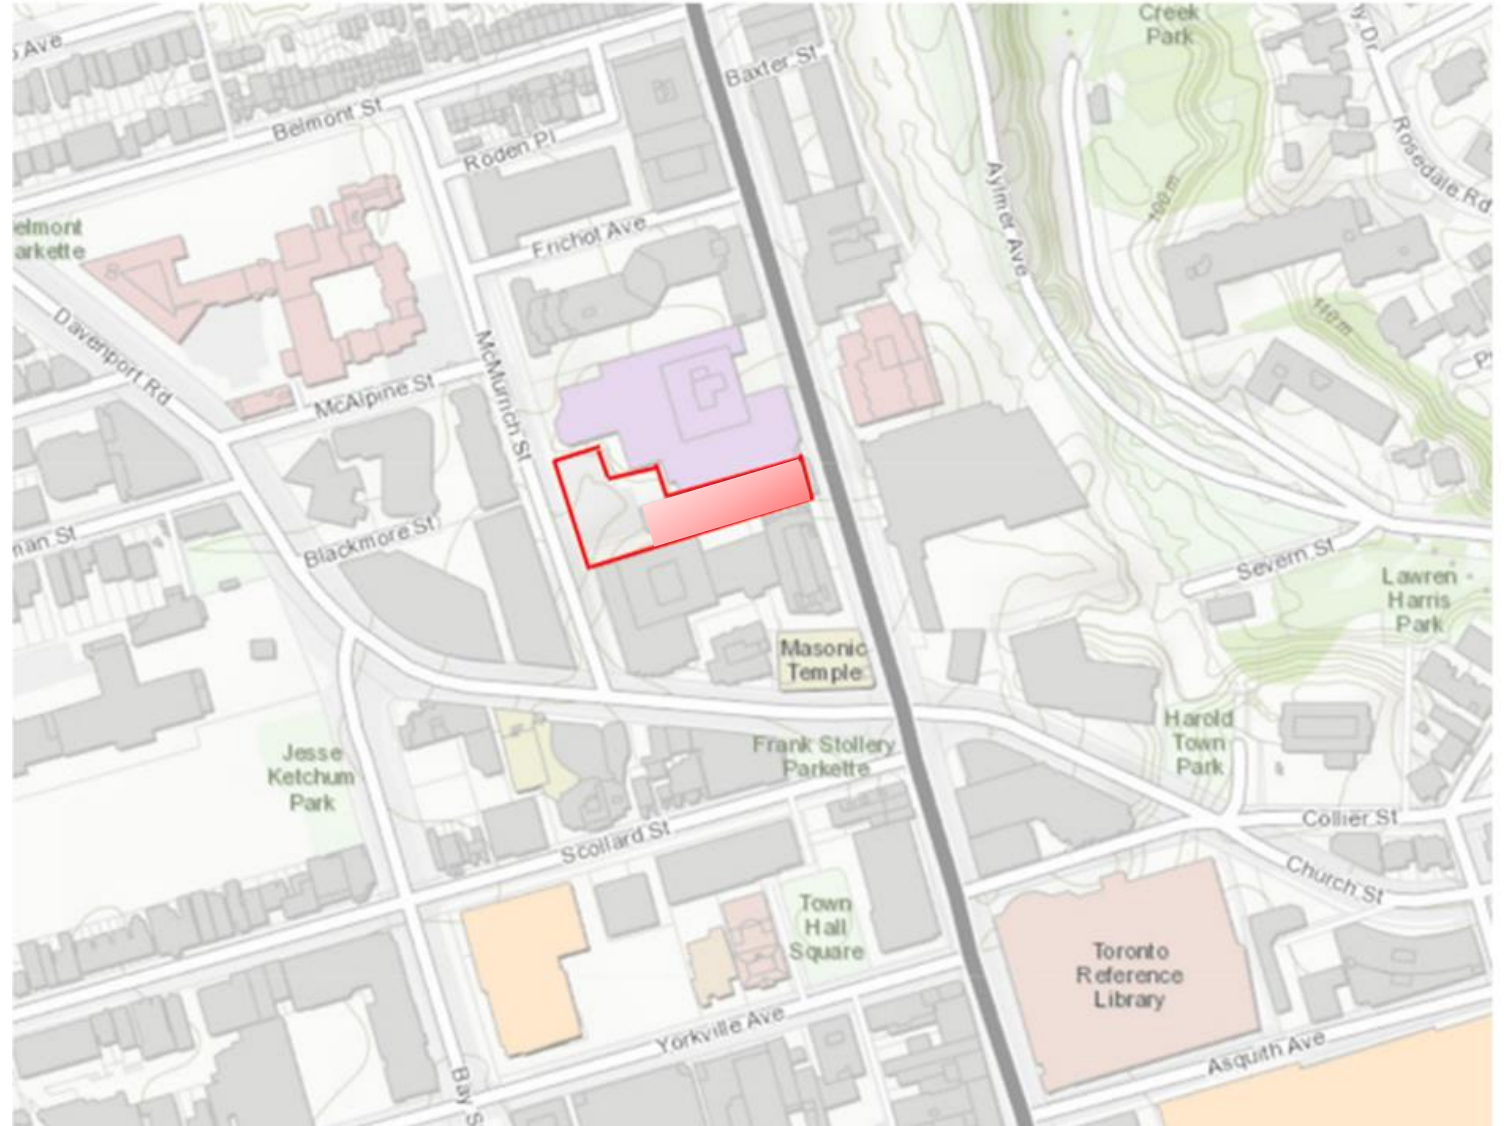 Ave
Creek
Park
Baxter St
Dr
Belmont St
Roden Pl
Rosedale Rd
100 m
Aylmer Ave
elmont
arkette
Frichot Ave
110 m
Davenport Rd
McMurrich St
McAlpine St
Blackmore St
man St
Severn St
Lawren
Harris
Park
Masonic
Temple
Harold
Town
Park
Frank Stollery
Parkette
Jesse
Ketchum
Park
Collier St
Scollard St
Church St
Town
Hall
Square
Toronto
Reference
Library
Yorkville Ave
Asquith Ave
Bay S